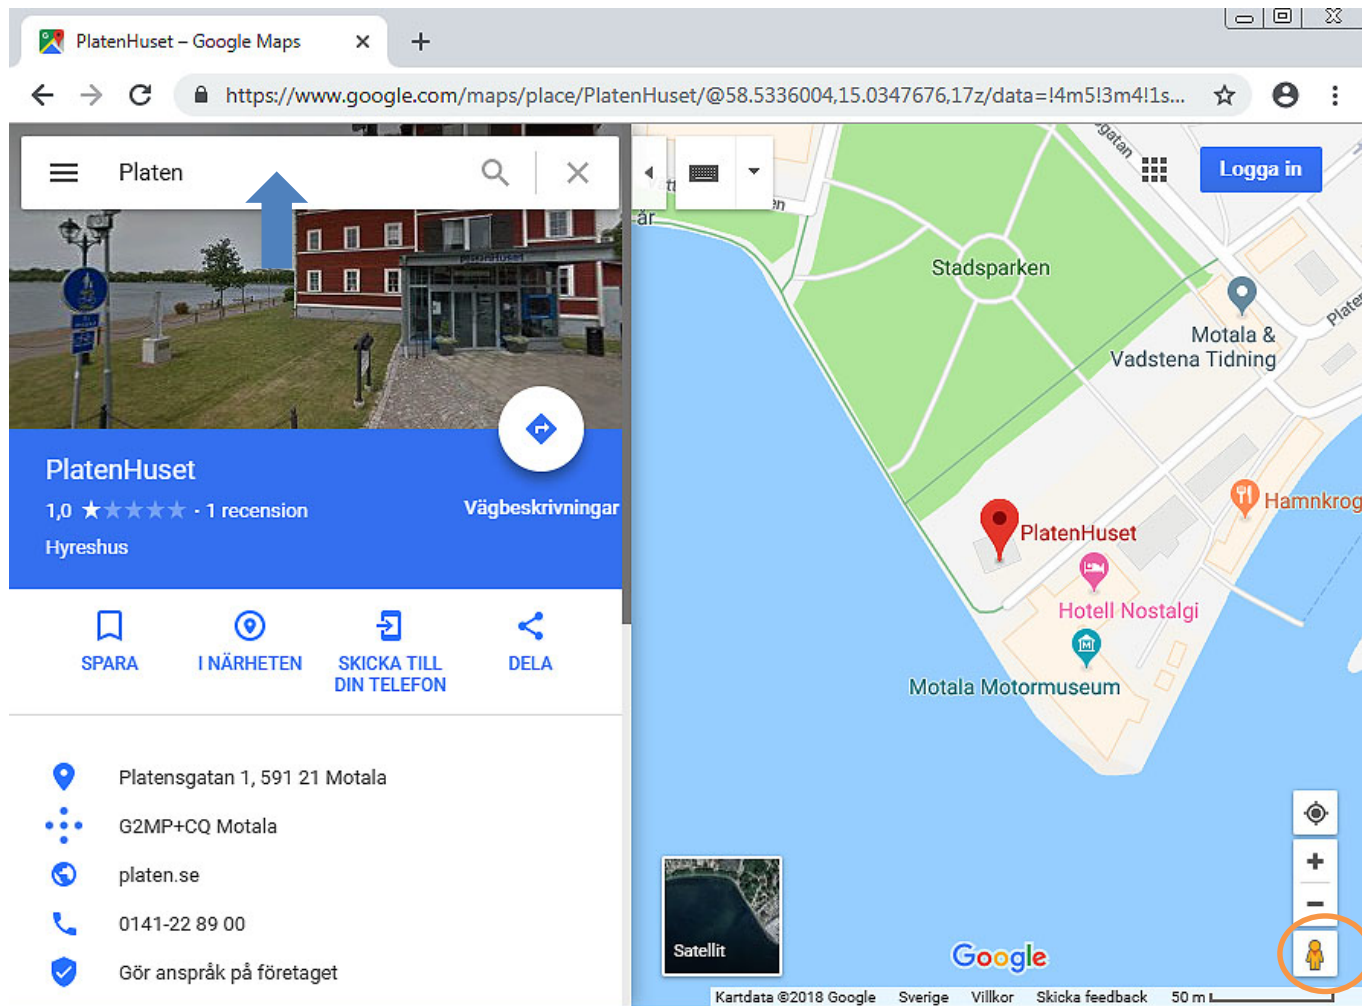 PlatenHuset – Google Maps
https://www.google.com/maps/place/PlatenHuset/@58.5336004,15.0347676,17z/data=!4m5!3m4!1s...
Platen
platenhuset
PlatenHuset
1,0 · 1 recension
Vägbeskrivningar
Hyreshus
SPARA
I NÄRHETEN
SKICKA TILL
DIN TELEFON
DELA
Platensgatan 1, 591 21 Motala
G2MP+CQ Motala
platen.se
0141-22 89 00
Gör anspråk på företaget
Logga in
Stadsparken
Motala &
Vadstena Tidning
Hamnkrog
PlatenHuset
Hotell Nostalgi
Motala Motormuseum
Satellit
Google
Kartdata ©2018 Google Sverige Villkor Skicka feedback 50 m